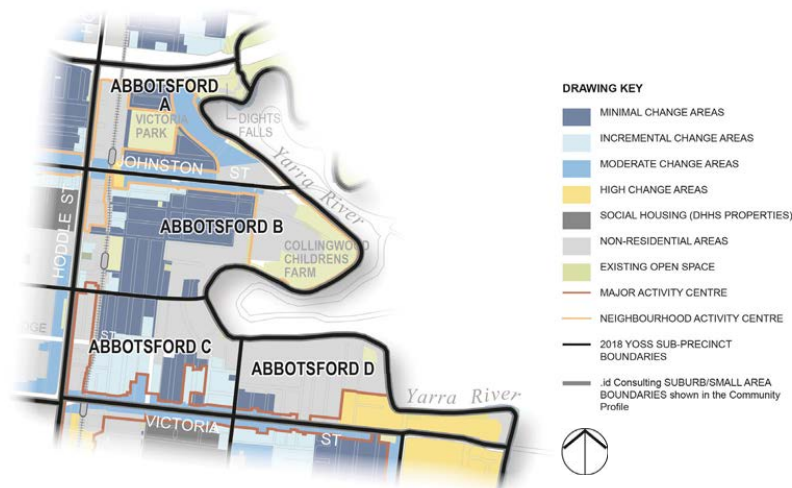 HO
ABBOTSFORD
A
VICTORIA
PARK
DIGHTS
FALLS
JOHNSTON
ST
Yarra River
HODDLE ST
ABBOTSFORD B
COLLINGWOOD
CHILDRENS
FARM
ST
ABBOTSFORD C
ABBOTSFORD D
Yarra River
VICTORIA
ST
DRAWING KEY
MINIMAL CHANGE AREAS
INCREMENTAL CHANGE AREAS
MODERATE CHANGE AREAS
HIGH CHANGE AREAS
SOCIAL HOUSING (DHHS PROPERTIES)
NON-RESIDENTIAL AREAS
EXISTING OPEN SPACE
MAJOR ACTIVITY CENTRE
NEIGHBOURHOOD ACTIVITY CENTRE
2018 YOSS SUB-PRECINCT
BOUNDARIES
.id Consulting SUBURB/SMALL AREA
BOUNDARIES shown in the Community
Profile